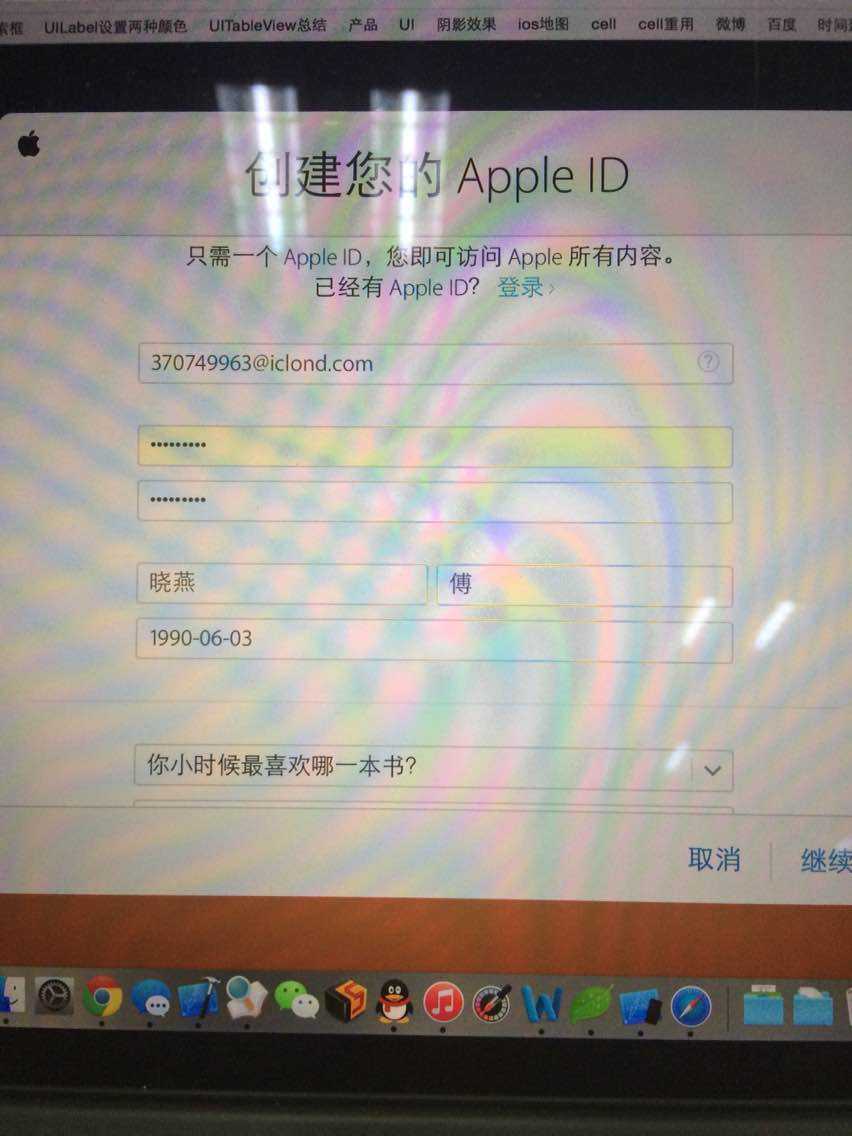 索框 UILabel设置两种颜色 UITableView总结 产品 UI 阴影效果 ios地图 cell cell重用 微博 百度 时间
创建您的 Apple ID
只需一个 Apple ID，您即可访问 Apple 所有内容。
已经有 Apple ID？ 登录 ›
370749963@iclond.com
•••••••••
•••••••••
晓燕 傅
1990-06-03
你小时候最喜欢哪一本书？
取消 继续